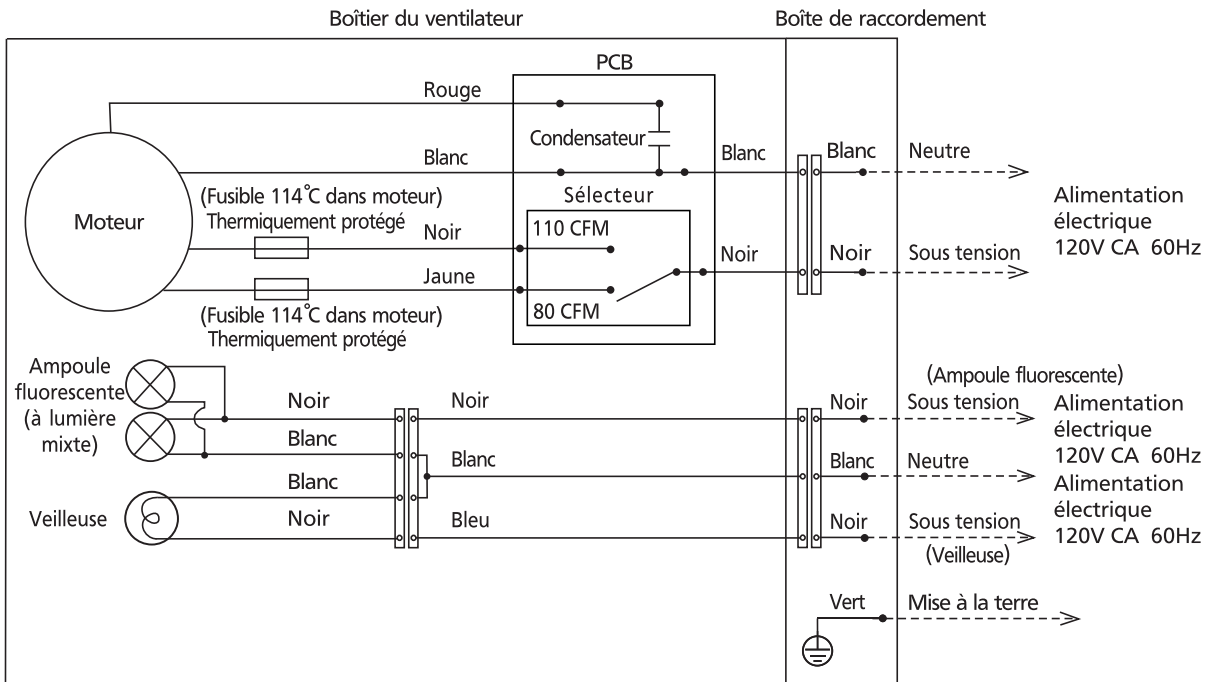 Boîtier du ventilateur
Boîte de raccordement
PCB
Rouge
Condensateur
Blanc
Blanc
Blanc
Neutre
(Fusible 114°C dans moteur)
Thermiquement protégé
Sélecteur
Alimentation
électrique
120V CA 60Hz
Moteur
110 CFM
Noir
Noir
Noir
Sous tension
Jaune
80 CFM
(Fusible 114°C dans moteur)
Thermiquement protégé
Ampoule
fluorescente
(à lumière
mixte)
(Ampoule fluorescente)
Noir
Noir
Noir
Sous tension
Alimentation
électrique
120V CA 60Hz
Blanc
Blanc
Blanc
Neutre
Alimentation
électrique
120V CA 60Hz
Blanc
Veilleuse
Noir
Bleu
Noir
Sous tension
(Veilleuse)
Vert
Mise à la terre